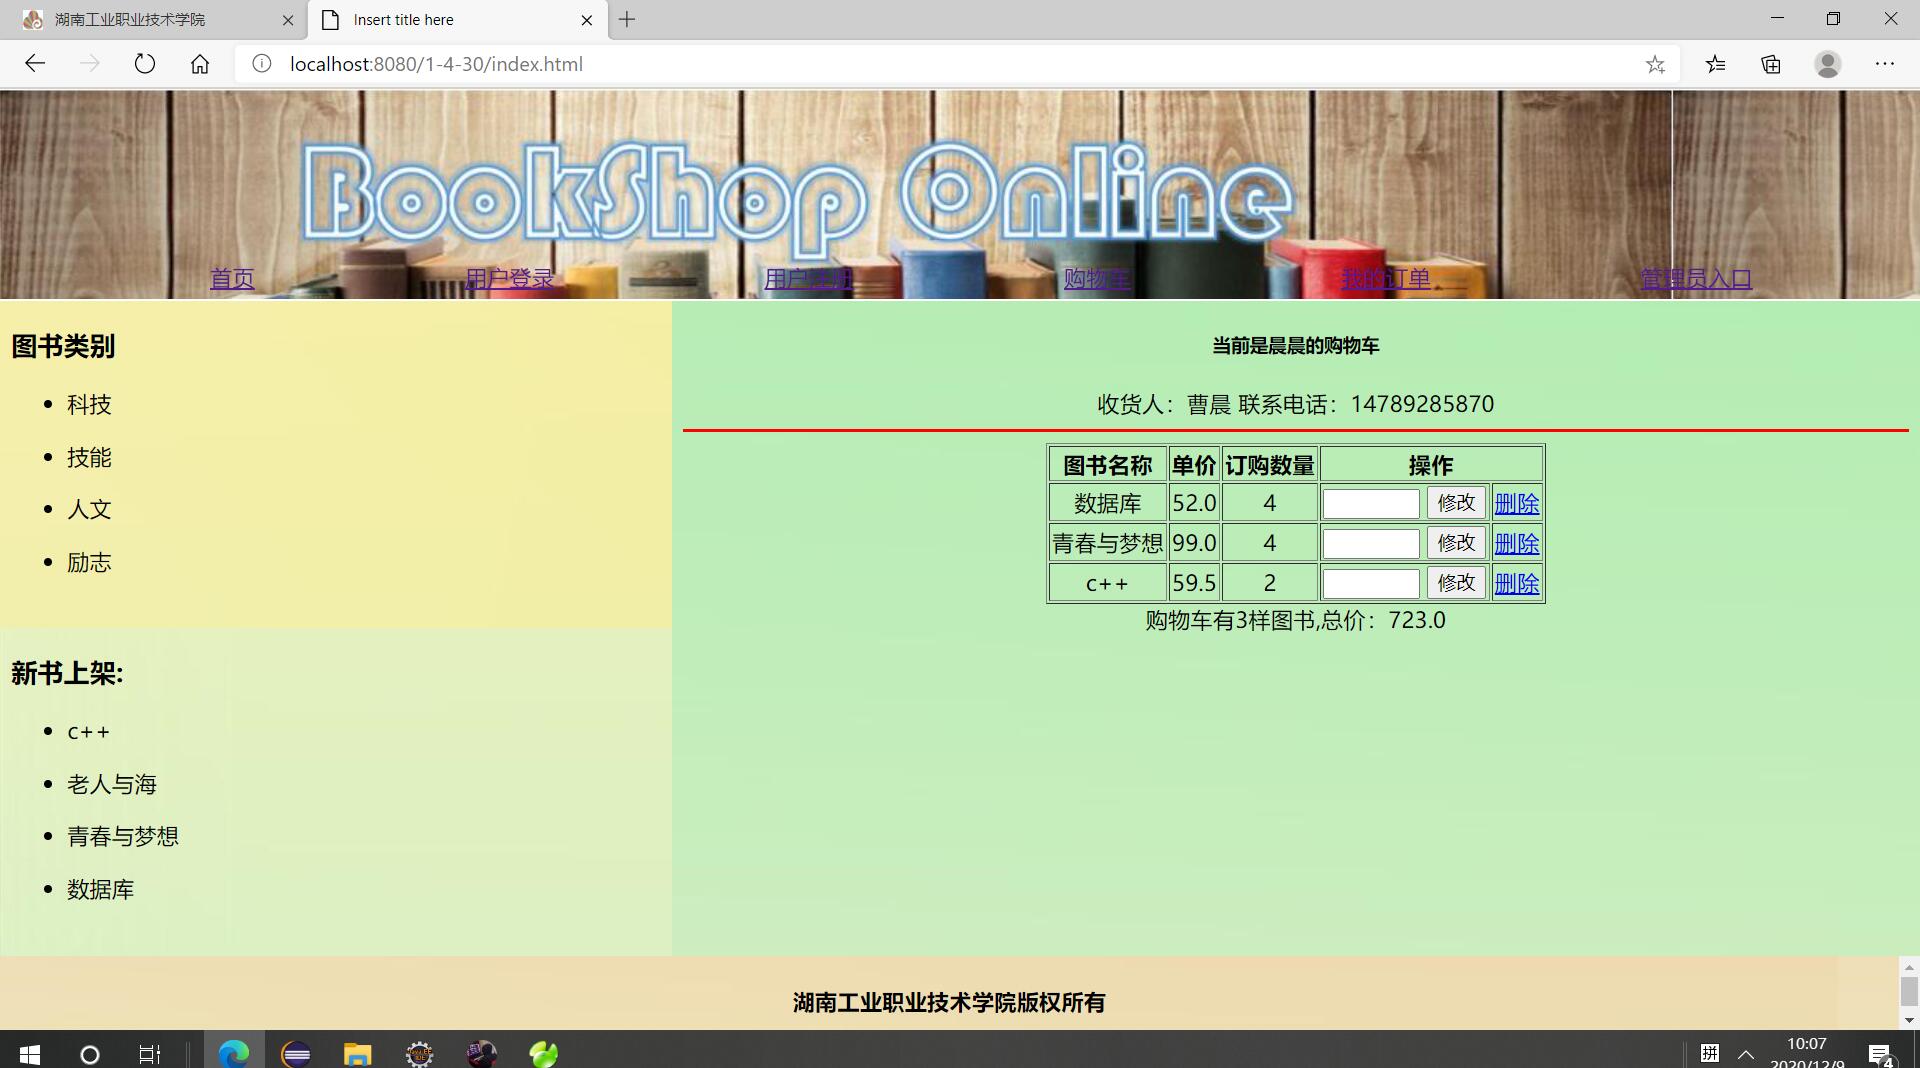 湖南工业职业技术学院
Insert title here
localhost:8080/1-4-30/index.html
BookShop Online
首页 用户登录 用户注册 购物车 我的订单 管理员入口
图书类别
科技
技能
人文
励志
新书上架:
c++
老人与海
青春与梦想
数据库
当前是晨晨的购物车
收货人：曹晨 联系电话：14789285870
图书名称 单价 订购数量 操作
数据库 52.0 4 修改 删除
青春与梦想 99.0 4 修改 删除
c++ 59.5 2 修改 删除
购物车有3样图书,总价：723.0
湖南工业职业技术学院版权所有
拼
10:07
2020/12/9
4